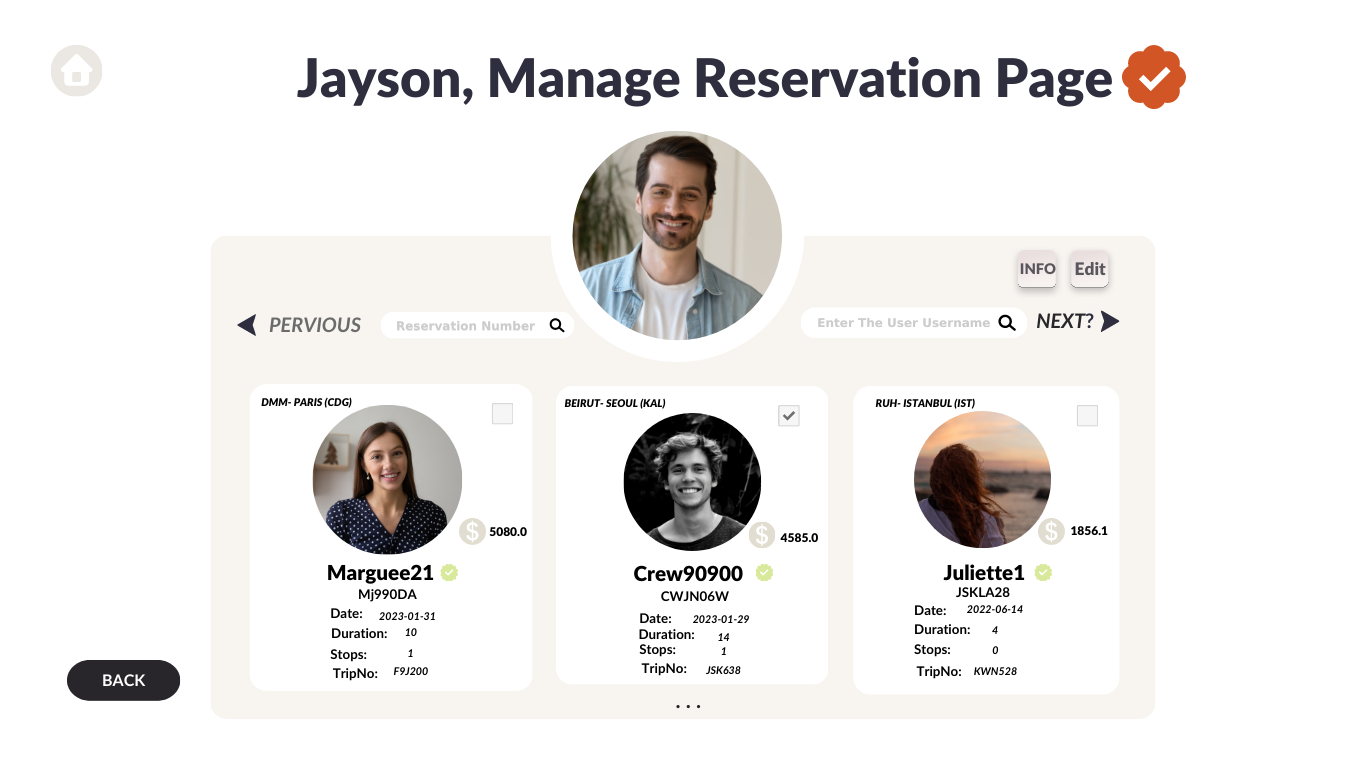 Jayson, Manage Reservation Page
INFO
Edit
PERVIOUS
Reservation Number
Enter The User Username
NEXT?
DMM- PARIS (CDG)
$ 5080.0
Marguee21
Mj990DA
Date: 2023-01-31
Duration: 10
Stops: 1
TripNo: F9J200
BEIRUT- SEOUL (KAL)
$ 4585.0
Crew90900
CWJN06W
Date: 2023-01-29
Duration: 14
Stops: 1
TripNo: JSK638
RUH- ISTANBUL (IST)
$ 1856.1
Juliette1
JSKLA28
Date: 2022-06-14
Duration: 4
Stops: 0
TripNo: KWN528
...
BACK